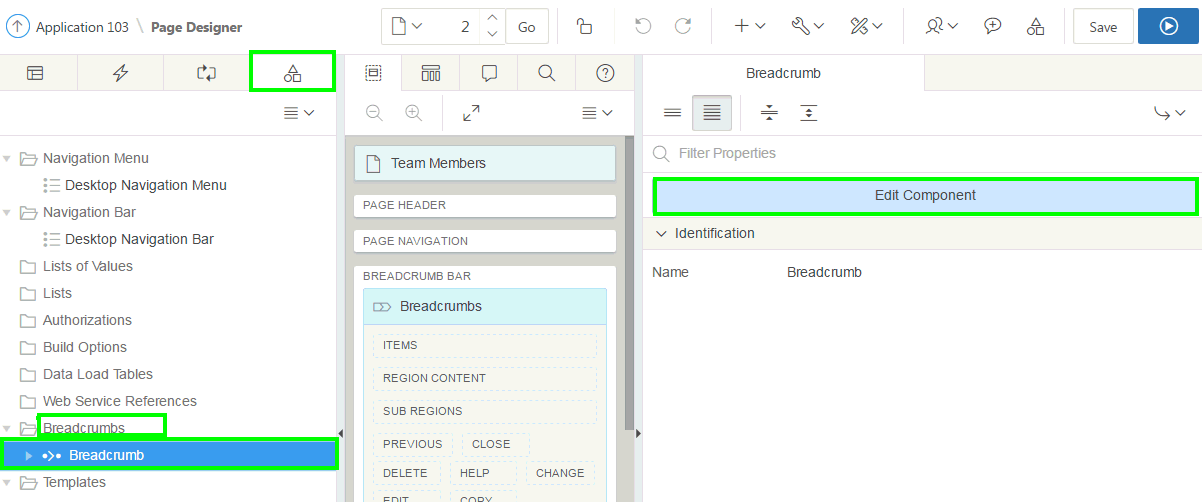 Application 103 \ Page Designer
2
Go
Save
Navigation Menu
Desktop Navigation Menu
Navigation Bar
Desktop Navigation Bar
Lists of Values
Lists
Authorizations
Build Options
Data Load Tables
Web Service References
Breadcrumbs
Breadcrumb
Templates
Team Members
PAGE HEADER
PAGE NAVIGATION
BREADCRUMB BAR
Breadcrumbs
ITEMS
REGION CONTENT
SUB REGIONS
PREVIOUS CLOSE
DELETE HELP CHANGE
EDIT COPY
Breadcrumb
Filter Properties
Edit Component
Identification
Name Breadcrumb